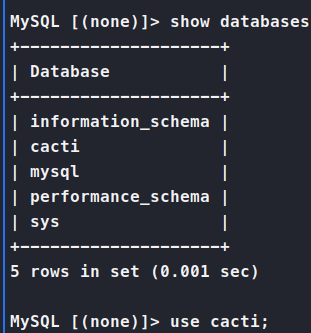 MySQL [(none)]> show databases
+--------------------+
| Database           |
+--------------------+
| information_schema |
| cacti              |
| mysql              |
| performance_schema |
| sys                |
+--------------------+
5 rows in set (0.001 sec)

MySQL [(none)]> use cacti;